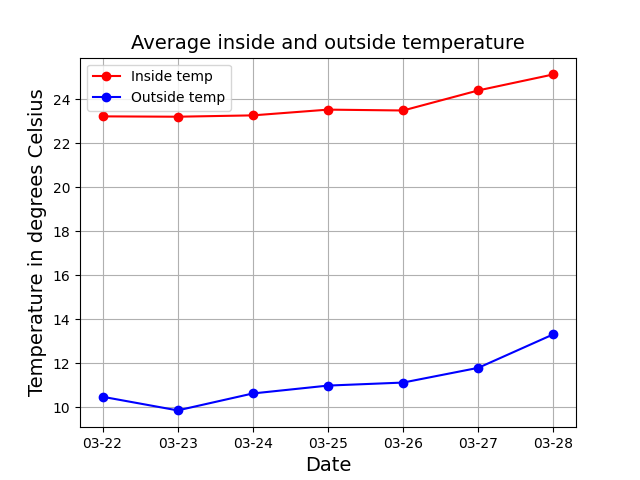 Average inside and outside temperature
Inside temp
Outside temp
Temperature in degrees Celsius
24
22
20
18
16
14
12
10
03-22 03-23 03-24 03-25 03-26 03-27 03-28
Date